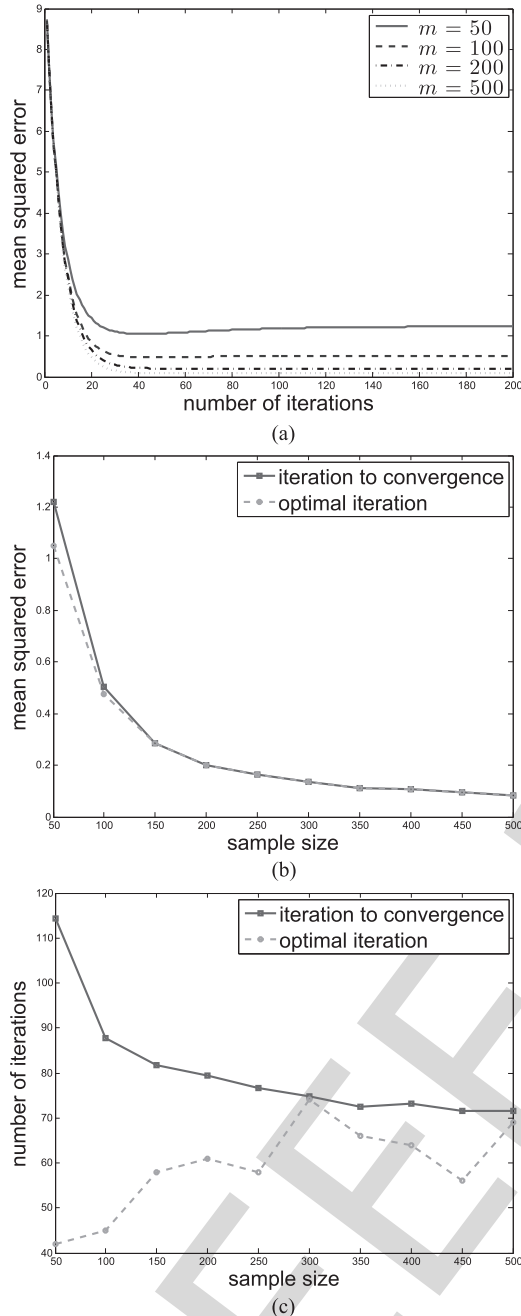 9
8
7
6
5
4
3
2
1
0
mean squared error
m = 50
m = 100
m = 200
m = 500
0 20 40 60 80 100 120 140 160 180 200
number of iterations
(a)
1.4
1.2
1
0.8
0.6
0.4
0.2
0
mean squared error
iteration to convergence
optimal iteration
50 100 150 200 250 300 350 400 450 500
sample size
(b)
120
110
100
90
80
70
60
50
40
number of iterations
iteration to convergence
optimal iteration
50 100 150 200 250 300 350 400 450 500
sample size
(c)